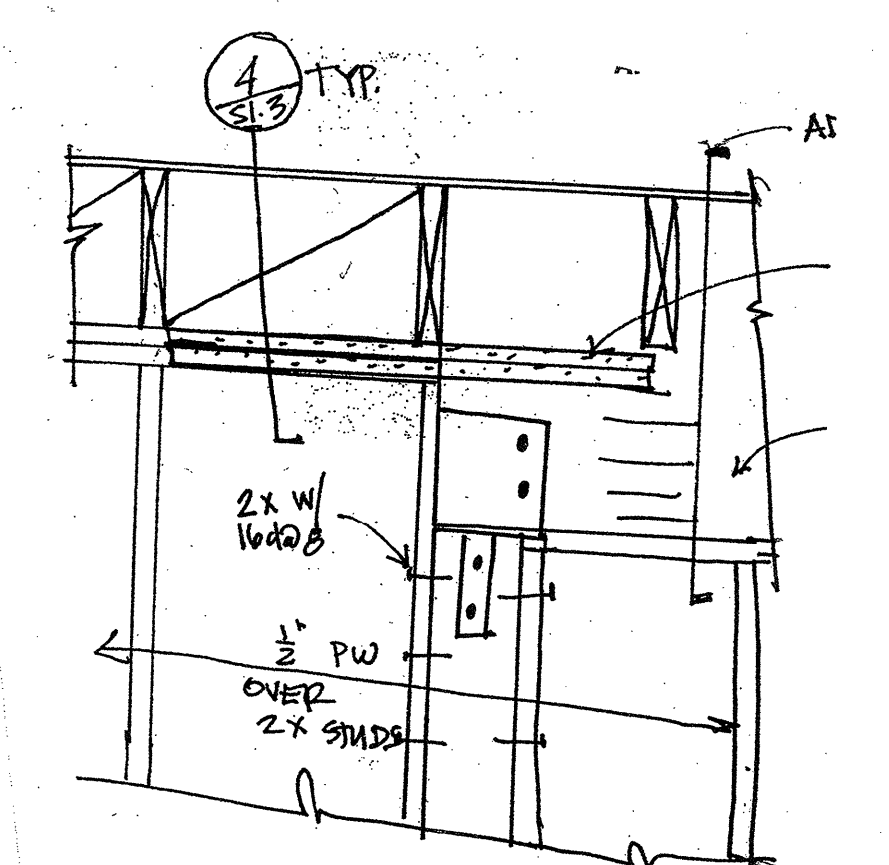 4
S1.3
TYP.
2X W/
16d@8
1/2" PW
OVER
2X STUDS